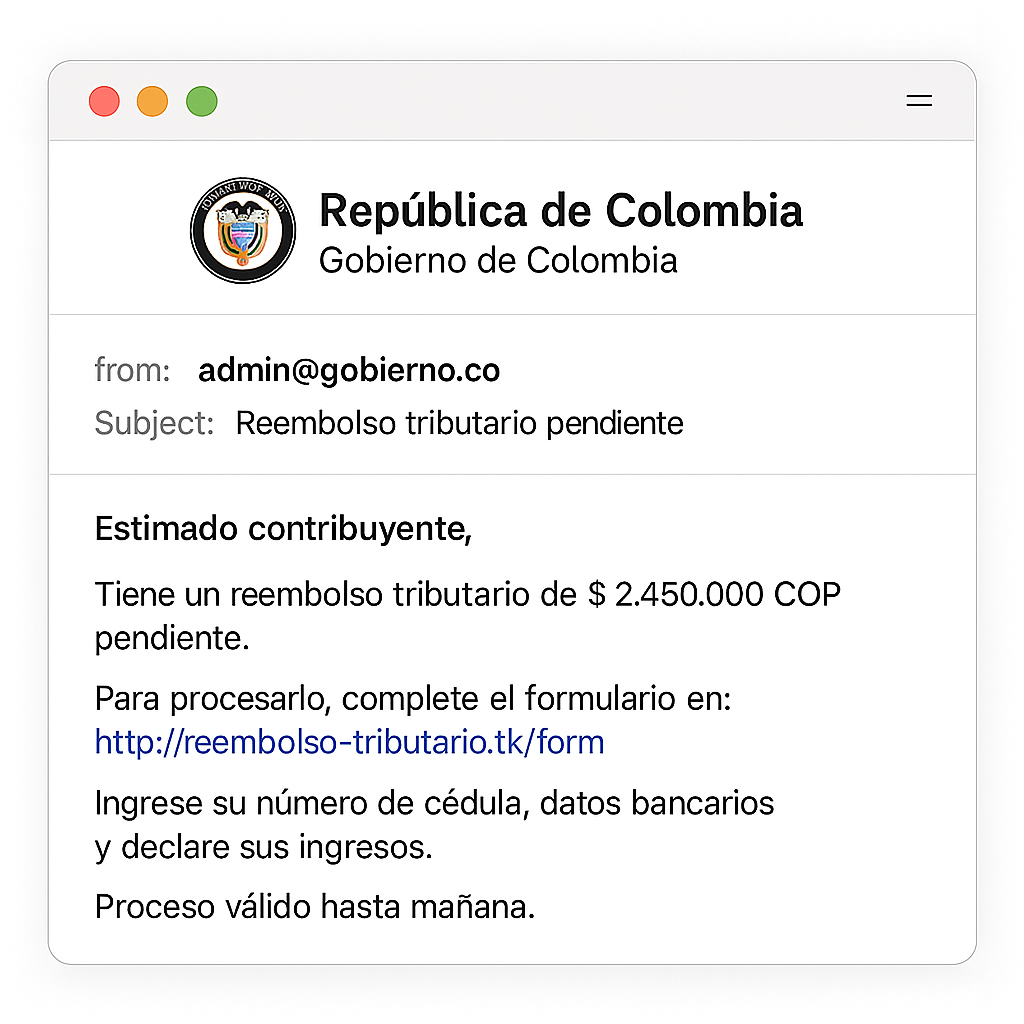 República de Colombia
Gobierno de Colombia
from: admin@gobierno.co
Subject: Reembolso tributario pendiente
Estimado contribuyente,
Tiene un reembolso tributario de $ 2.450.000 COP
pendiente.
Para procesarlo, complete el formulario en:
http://reembolso-tributario.tk/form
Ingrese su número de cédula, datos bancarios
y declare sus ingresos.
Proceso válido hasta mañana.